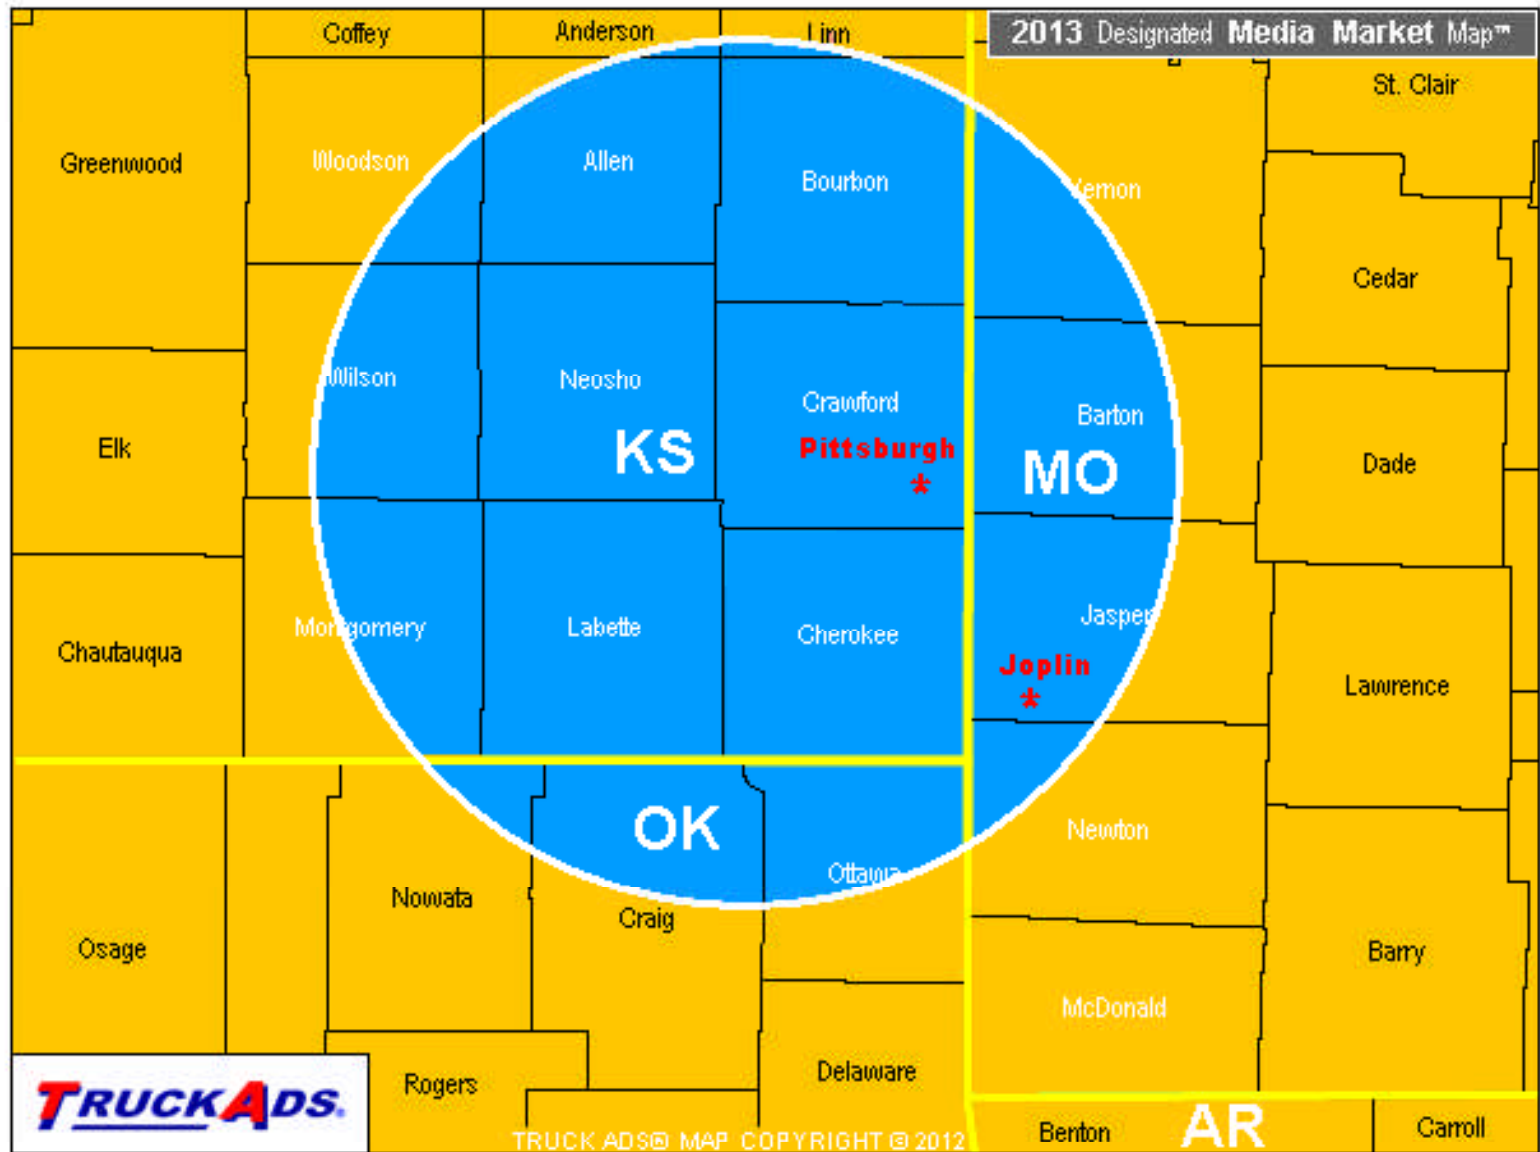 Coffey
Anderson
Linn
2013 Designated Media Market Map™
St. Clair
Greenwood
Woodson
Allen
Bourbon
Vernon
Cedar
Wilson
Neosho
Crawford
Barton
Elk
KS
Pittsburgh
*
MO
Dade
Montgomery
Labette
Cherokee
Jasper
Chautauqua
Joplin
*
Lawrence
OK
Newton
Ottawa
Nowata
Craig
Osage
Barry
McDonald
Rogers
Delaware
TRUCKADS.
TRUCK ADS® MAP COPYRIGHT © 2012
Benton
AR
Carroll